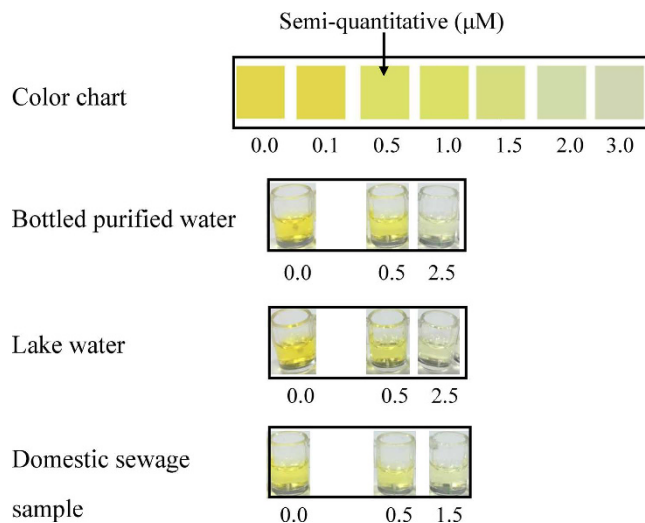 Semi-quantitative (μM)
Color chart
0.0 0.1 0.5 1.0 1.5 2.0 3.0
Bottled purified water
0.0 0.5 2.5
Lake water
0.0 0.5 2.5
Domestic sewage
sample
0.0 0.5 1.5